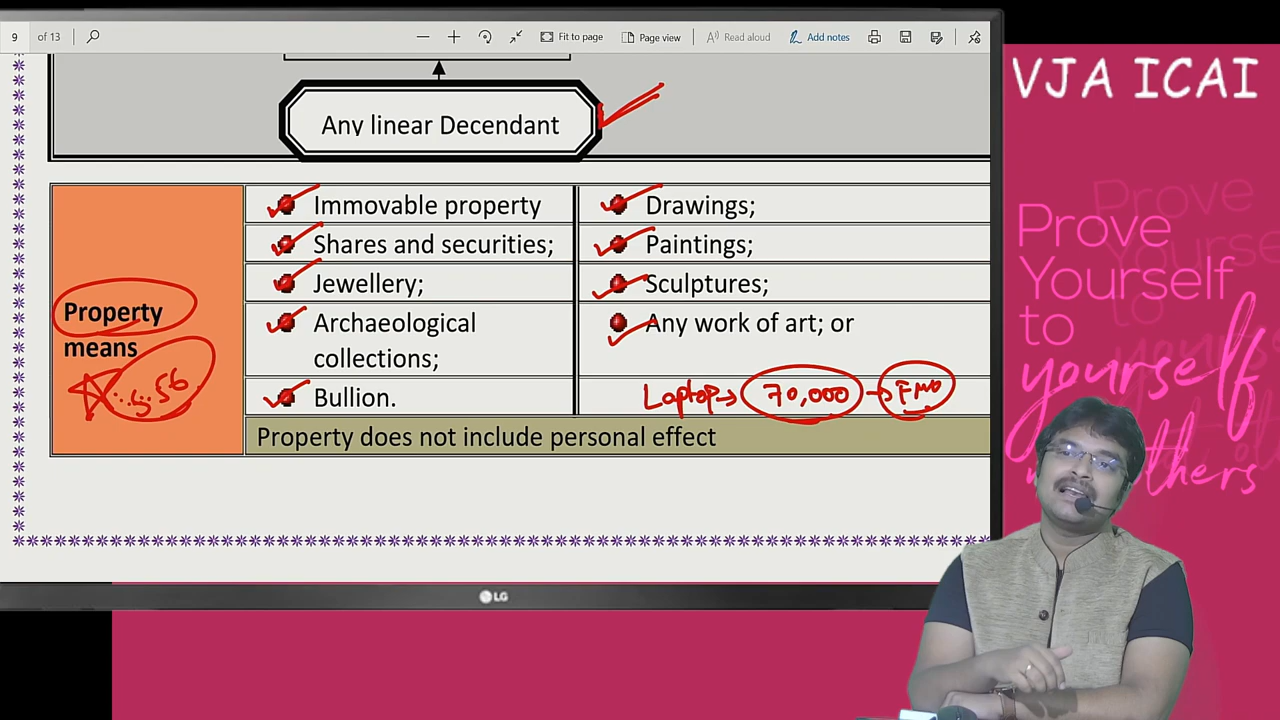 9 of 13 Fit to page Page view Read aloud Add notes
VJA ICAI
Any linear Decendant
Property means
Immovable property
Drawings;
Shares and securities;
Paintings;
Jewellery;
Sculptures;
Archaeological
collections;
Any work of art; or
Bullion.
Laptop → 70,000
56
Property does not include personal effect
Prove
Yourself
to
yourself
others
LG